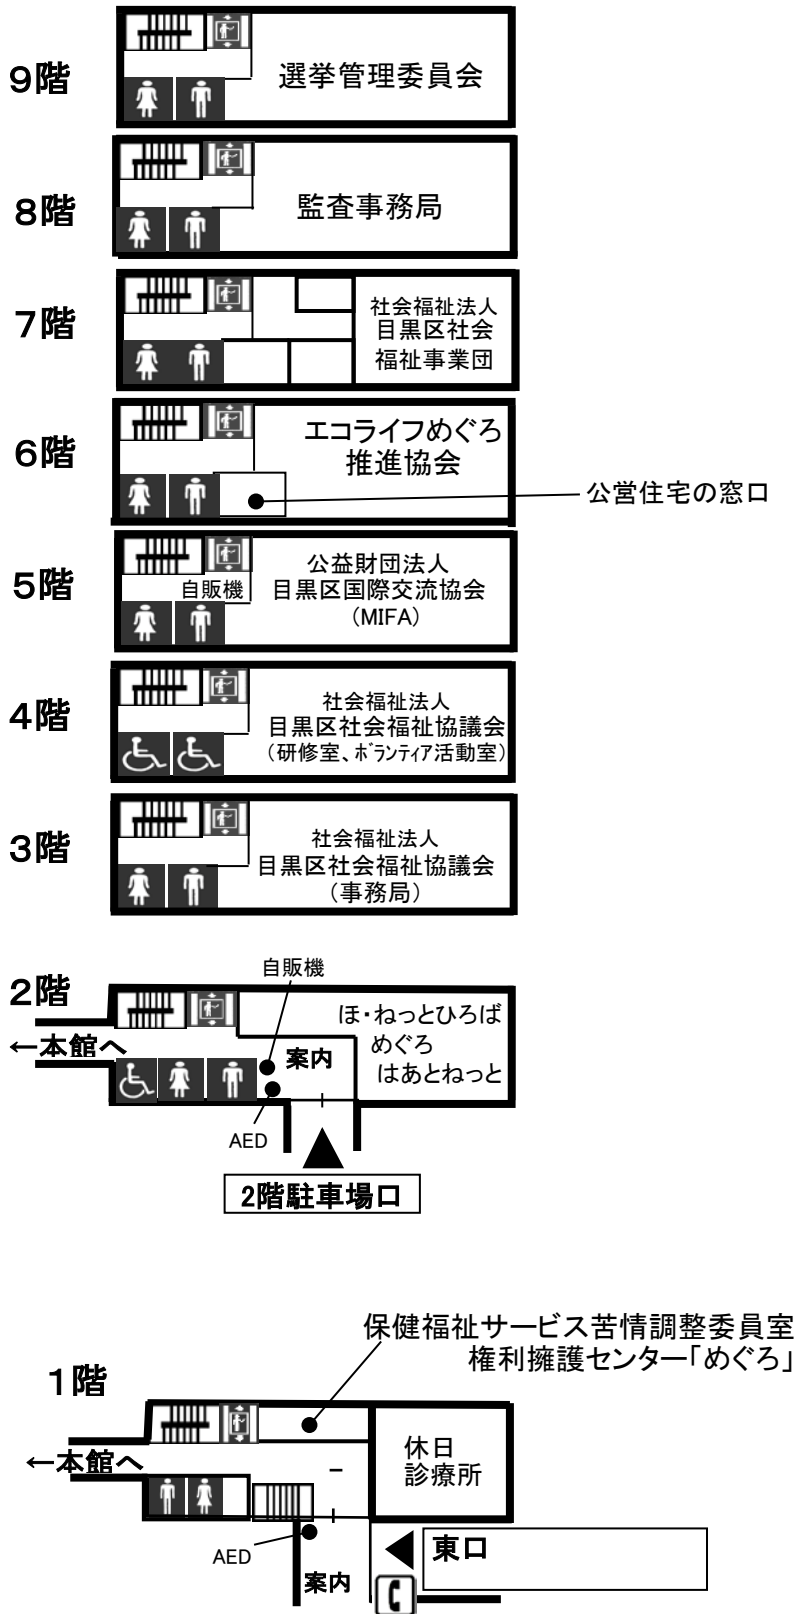 9階
選挙管理委員会
8階
監査事務局
7階
社会福祉法人
目黒区社会
福祉事業団
6階
エコライフめぐろ
推進協会
公営住宅の窓口
5階
自販機
公益財団法人
目黒区国際交流協会
(MIFA)
4階
社会福祉法人
目黒区社会福祉協議会
(研修室、ボランティア活動室)
3階
社会福祉法人
目黒区社会福祉協議会
(事務局)
2階
自販機
←本館へ
案内
ほ・ねっとひろば
めぐろ
はあとねっと
AED
2階駐車場口
保健福祉サービス苦情調整委員室
権利擁護センター「めぐろ」
1階
←本館へ
休日
診療所
AED
案内
東口